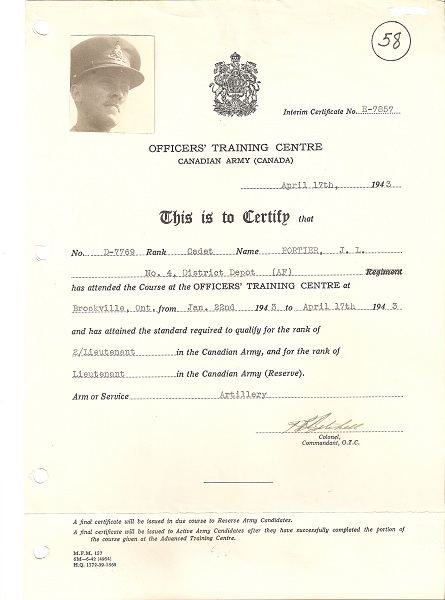 58
Interim Certificate No. E-7857
OFFICERS' TRAINING CENTRE
CANADIAN ARMY (CANADA)
April 17th, 1943
This is to Certify that
No. D-7769 Rank Cadet Name FORTIER, J. L.
No. 4. District Depot (AF) Regiment
has attended the Course at the OFFICERS' TRAINING CENTRE at
Brockville, Ont. from Jan. 22nd 1943 to April 17th 1943
and has attained the standard required to qualify for the rank of
2/Lieutenant in the Canadian Army, and for the rank of
Lieutenant in the Canadian Army (Reserve).
Arm or Service Artillery
Colonel,
Commandant, O.T.C.
A final certificate will be issued in due course to Reserve Army Candidates.
A final certificate will be issued to Active Army Candidates after they have successfully completed the portion of
the course given at the Advanced Training Centre.
M.F.M. 157
6M-6-42 (4964)
H.Q. 1772-39-1869